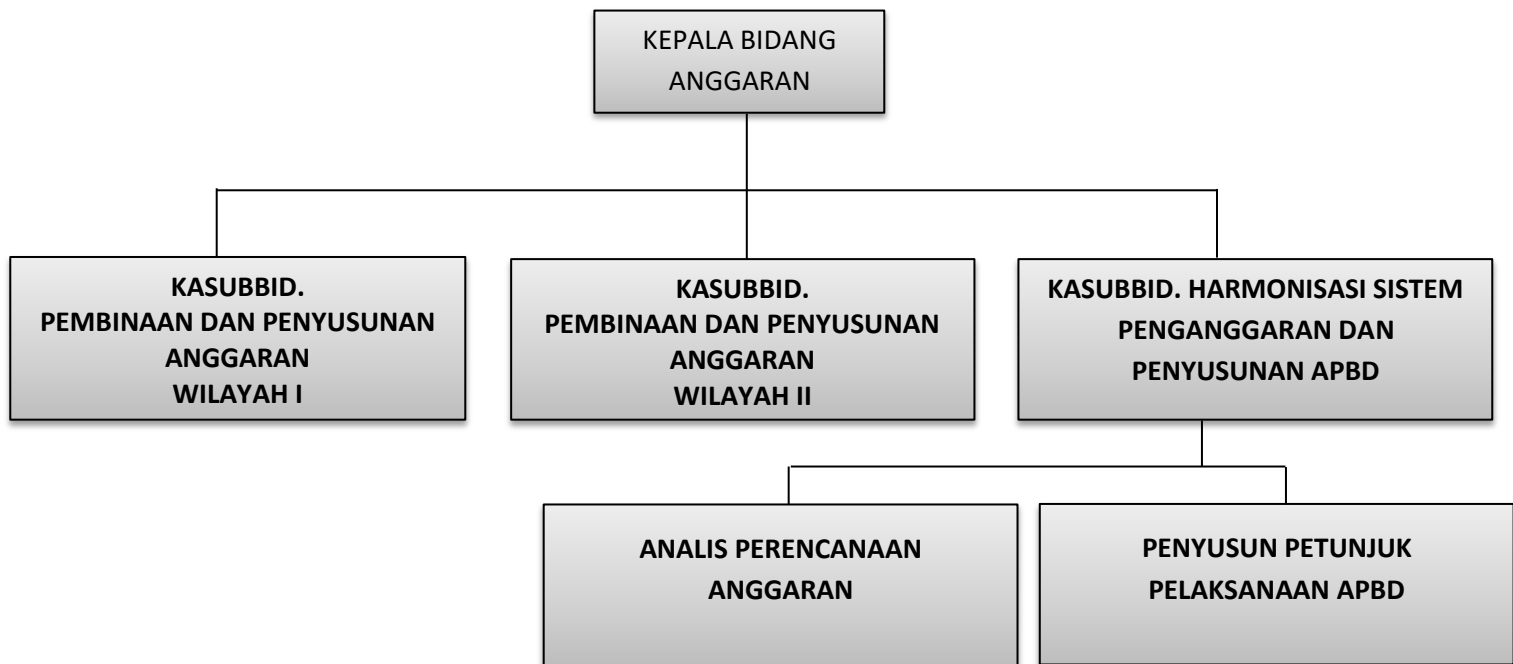 KEPALA BIDANG
ANGGARAN
KASUBBID.
PEMBINAAN DAN PENYUSUNAN
ANGGARAN
WILAYAH I
KASUBBID.
PEMBINAAN DAN PENYUSUNAN
ANGGARAN
WILAYAH II
KASUBBID. HARMONISASI SISTEM
PENGANGGARAN DAN
PENYUSUNAN APBD
ANALIS PERENCANAAN
ANGGARAN
PENYUSUN PETUNJUK
PELAKSANAAN APBD